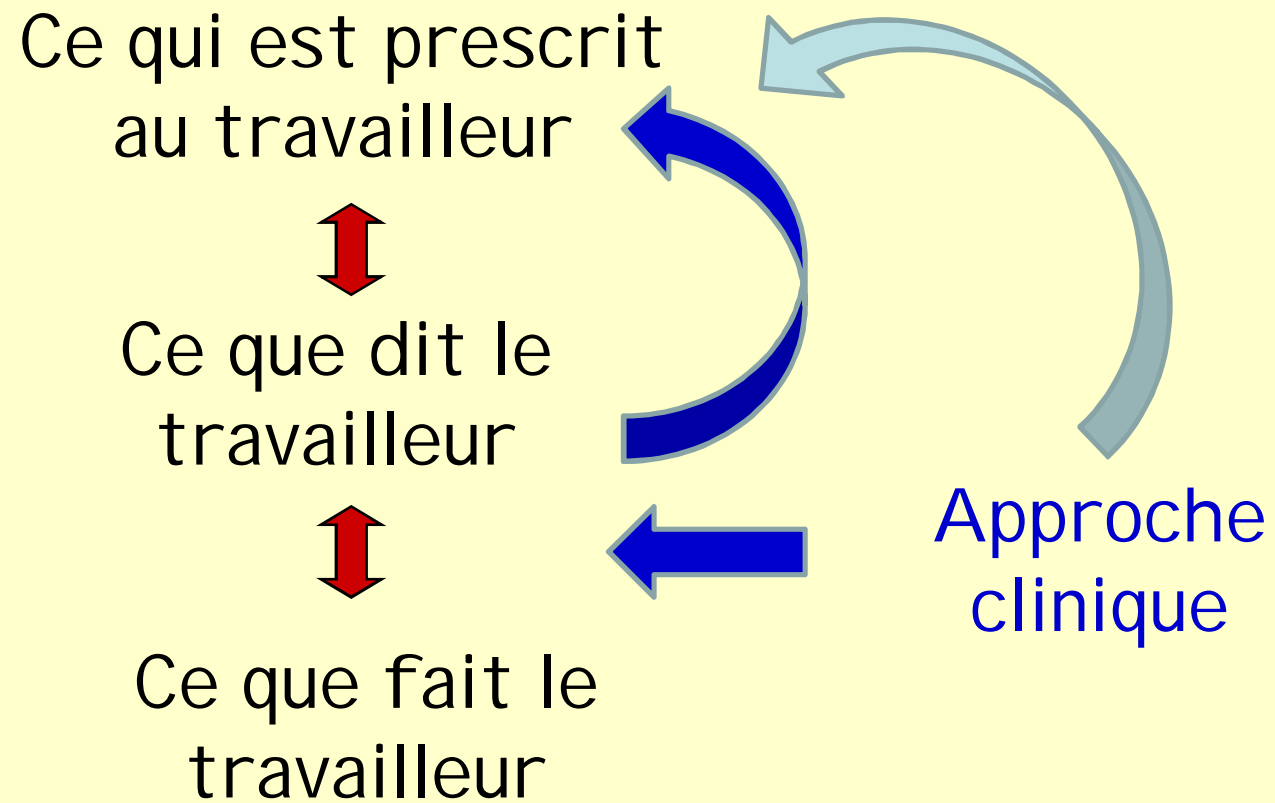 Ce qui est prescrit
au travailleur
Ce que dit le
travailleur
Approche
clinique
Ce que fait le
travailleur